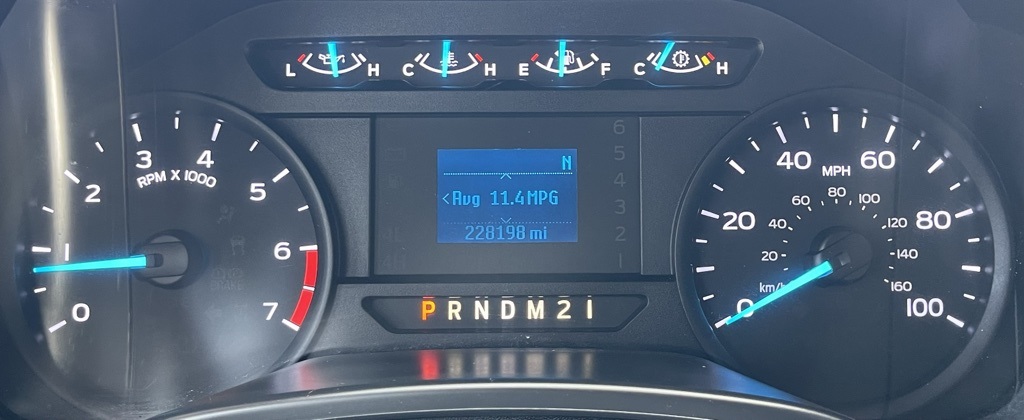 L H C H E F C H
6
5
4
3
2
1
N
<Avg 11.4MPG
228198 mi
0 1 2 3 4 5 6 7
RPM X 1000
PRNDM21
0 20 40 60 80 100
MPH
20 40 60 80 100 120 140 160
km/h